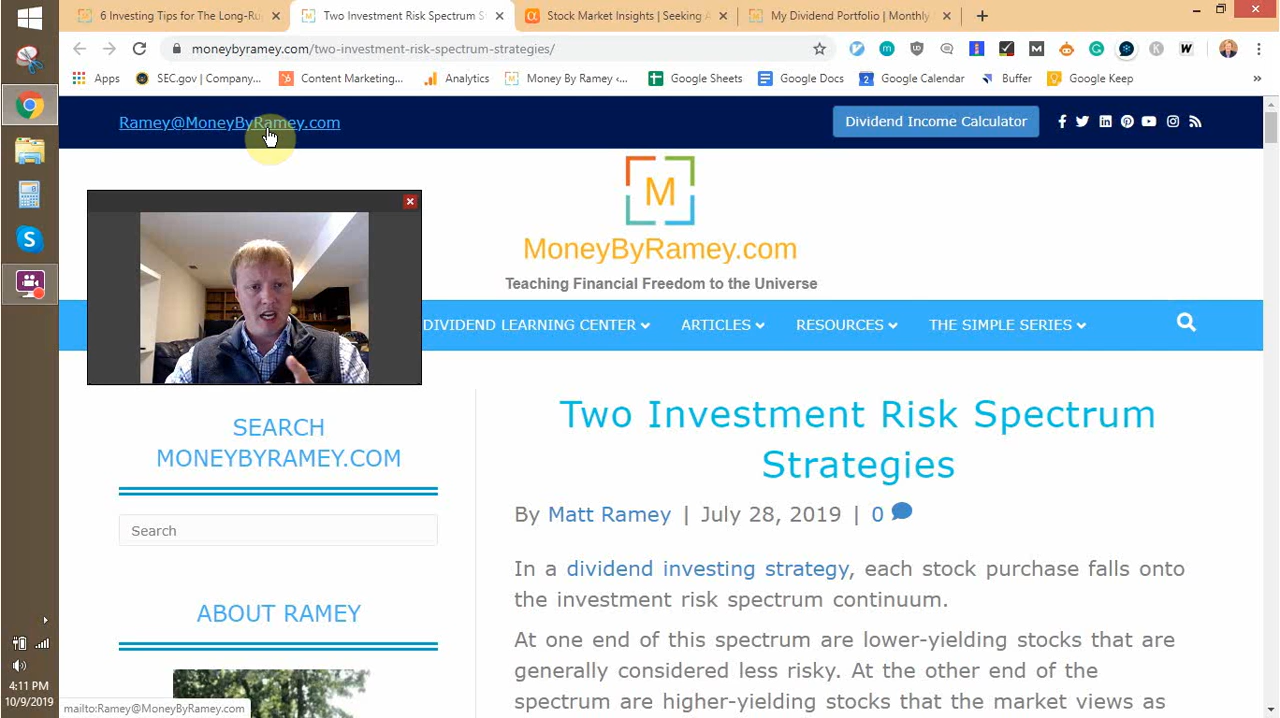 6 Investing Tips for The Long-Ru
Two Investment Risk Spectrum S
Stock Market Insights | Seeking A
My Dividend Portfolio | Monthly
moneybyramey.com/two-investment-risk-spectrum-strategies/
Apps
SEC.gov | Company...
Content Marketing...
Analytics
Money By Ramey ~...
Google Sheets
Google Docs
Google Calendar
Buffer
Google Keep
»
Ramey@MoneyByRamey.com
Dividend Income Calculator
M
MoneyByRamey.com
Teaching Financial Freedom to the Universe
DIVIDEND LEARNING CENTER
ARTICLES
RESOURCES
THE SIMPLE SERIES
SEARCH
MONEYBYRAMEY.COM
Search
ABOUT RAMEY
Two Investment Risk Spectrum
Strategies
By Matt Ramey | July 28, 2019 | 0
In a dividend investing strategy, each stock purchase falls onto
the investment risk spectrum continuum.
At one end of this spectrum are lower-yielding stocks that are
generally considered less risky. At the other end of the
spectrum are higher-yielding stocks that the market views as
4:11 PM
10/9/2019
mailto:Ramey@MoneyByRamey.com